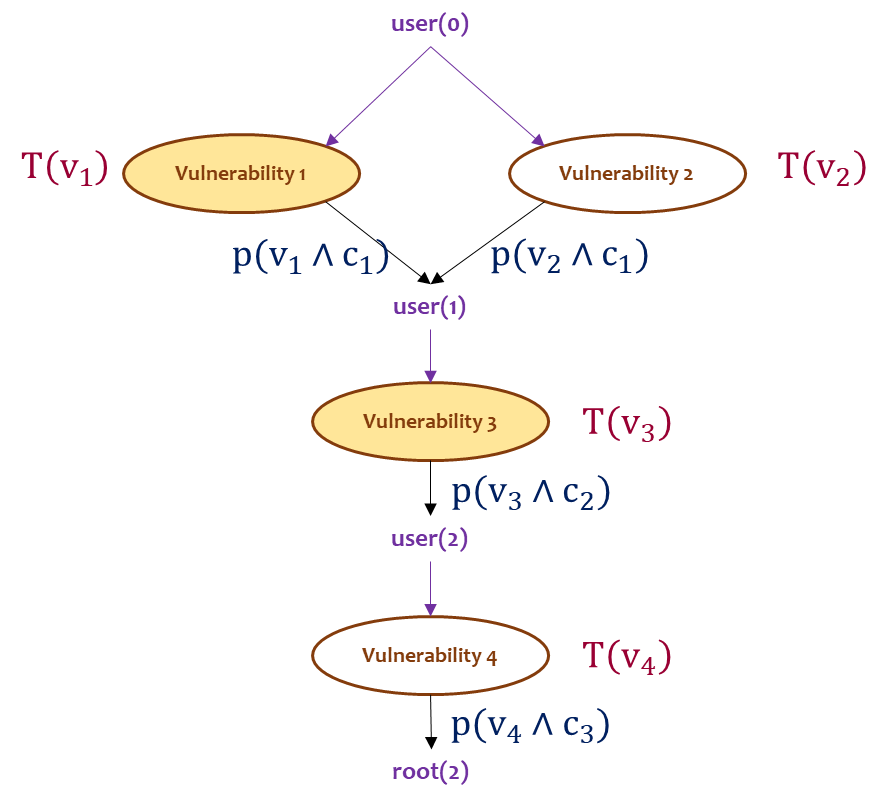 user(0)
T(v₁)
Vulnerability 1
Vulnerability 2
T(v₂)
p(v₁ ∧ c₁)
p(v₂ ∧ c₁)
user(1)
Vulnerability 3
T(v₃)
p(v₃ ∧ c₂)
user(2)
Vulnerability 4
T(v₄)
p(v₄ ∧ c₃)
root(2)